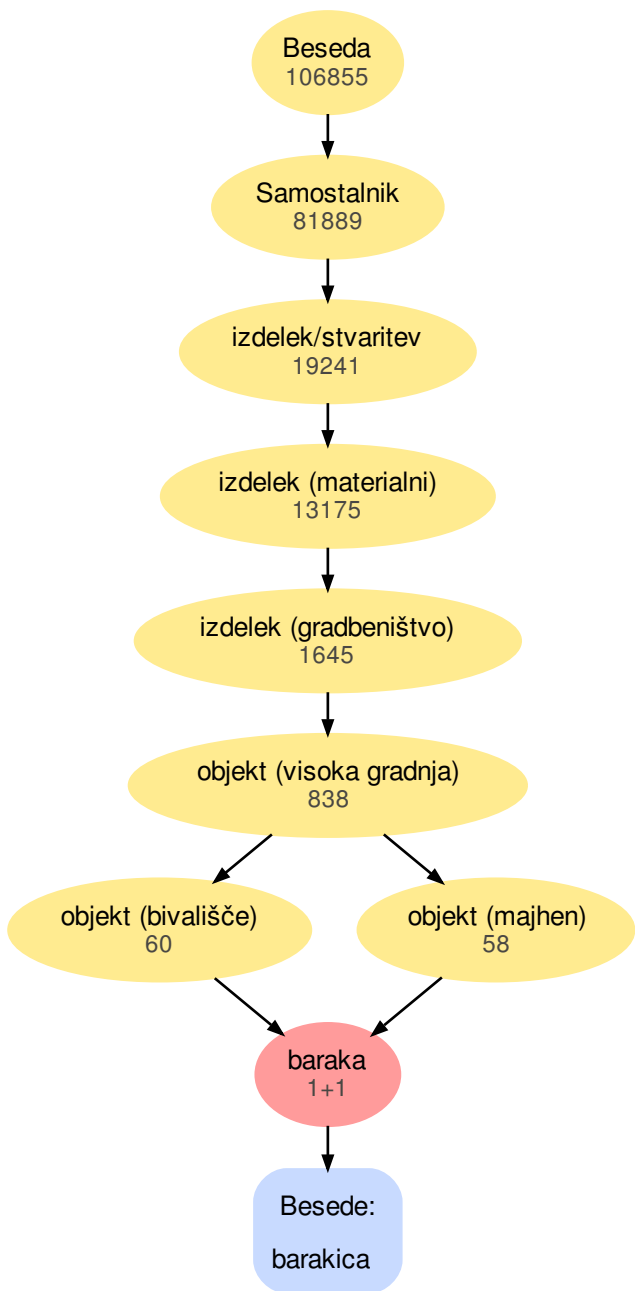 Beseda
106855
Samostalnik
81889
izdelek/stvaritev
19241
izdelek (materialni)
13175
izdelek (gradbeništvo)
1645
objekt (visoka gradnja)
838
objekt (bivališče)
60
objekt (majhen)
58
baraka
1+1
Besede:
barakica